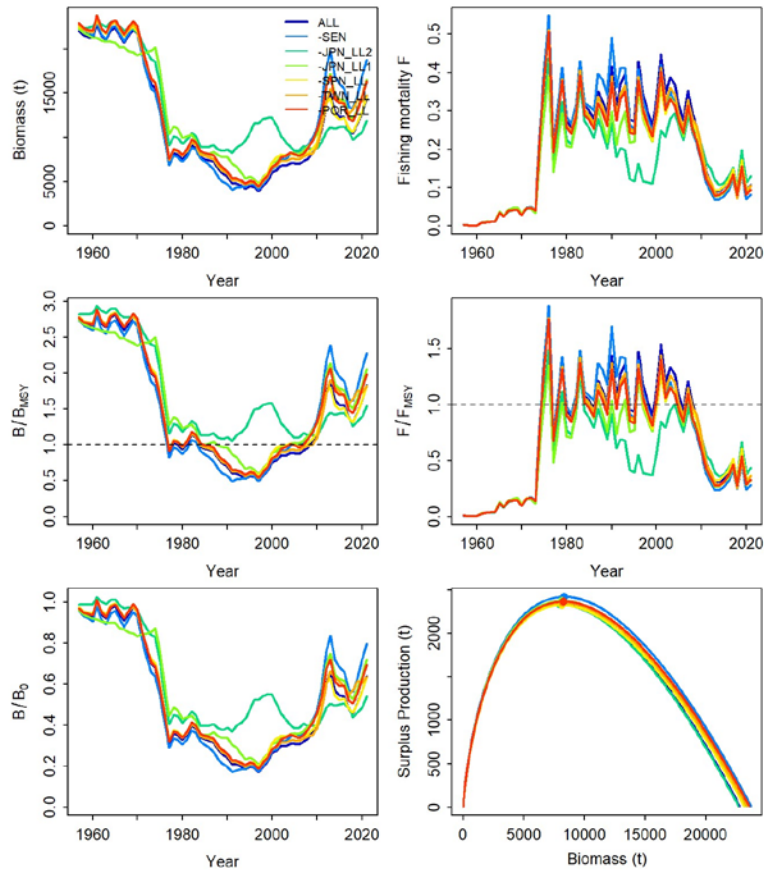 ALL
-SEN
-JPN_LL2
-JPN_LL1
-SPN_LL
-TWN_LL
-POR_LL
Biomass (t)
0 5000 15000
1960 1980 2000 2020
Year
Fishing mortality F
0.0 0.1 0.2 0.3 0.4 0.5
1960 1980 2000 2020
Year
B/BMSY
0.0 0.5 1.0 1.5 2.0 2.5 3.0
1960 1980 2000 2020
Year
F/FMSY
0.0 0.5 1.0 1.5
1960 1980 2000 2020
Year
B/B0
0.0 0.2 0.4 0.6 0.8 1.0
1960 1980 2000 2020
Year
Surplus Production (t)
0 500 1000 2000
0 5000 10000 15000 20000
Biomass (t)